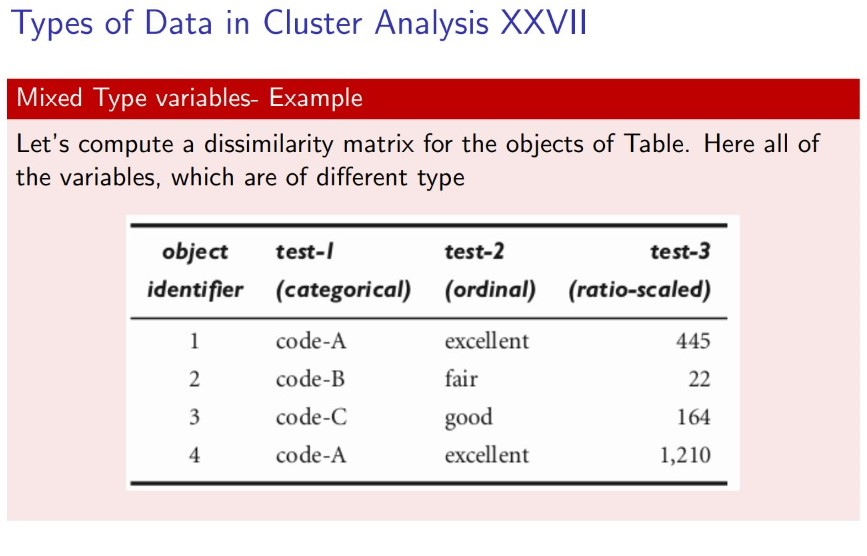 Types of Data in Cluster Analysis XXVII
Mixed Type variables- Example
Let's compute a dissimilarity matrix for the objects of Table. Here all of
the variables, which are of different type
object test-1 test-2 test-3
identifier (categorical) (ordinal) (ratio-scaled)
1 code-A excellent 445
2 code-B fair 22
3 code-C good 164
4 code-A excellent 1,210